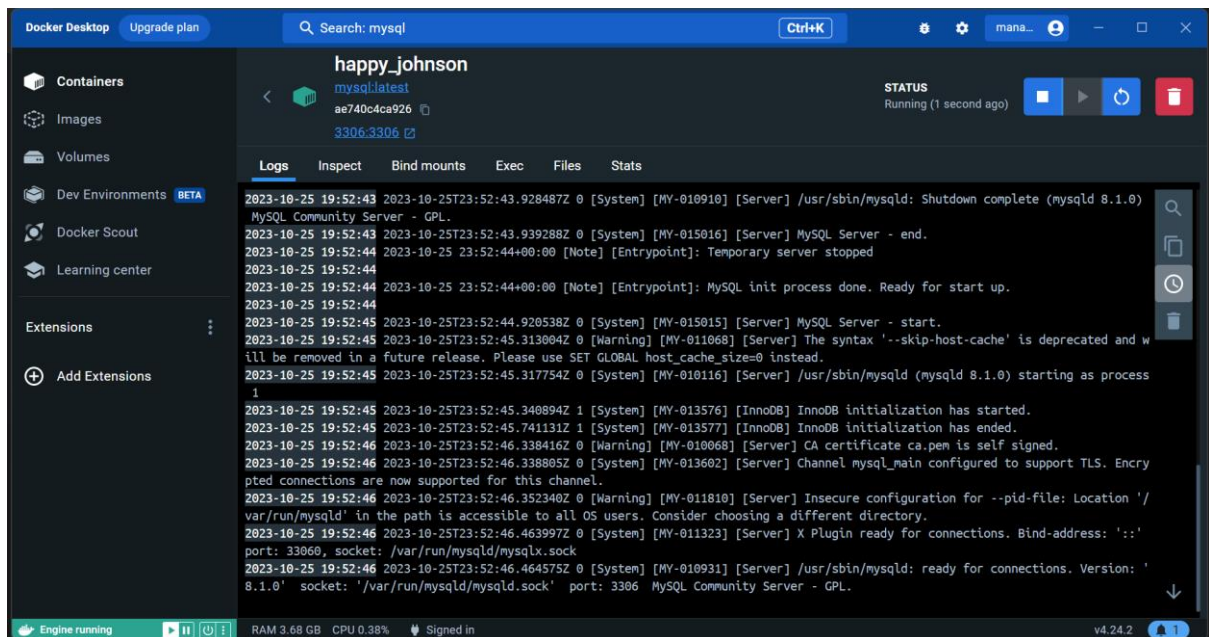 Docker Desktop Upgrade plan
Search: mysql
Ctrl+K
mana...
Containers
Images
Volumes
Dev Environments BETA
Docker Scout
Learning center
Extensions
Add Extensions
happy_johnson
mysql:latest
ae740c4ca926
3306:3306
STATUS
Running (1 second ago)
Logs Inspect Bind mounts Exec Files Stats
2023-10-25 19:52:43 2023-10-25T23:52:43.928487Z 0 [System] [MY-010910] [Server] /usr/sbin/mysqld: Shutdown complete (mysqld 8.1.0)
MySQL Community Server - GPL.
2023-10-25 19:52:43 2023-10-25T23:52:43.939288Z 0 [System] [MY-015016] [Server] MySQL Server - end.
2023-10-25 19:52:44 2023-10-25 23:52:44+00:00 [Note] [Entrypoint]: Temporary server stopped
2023-10-25 19:52:44
2023-10-25 19:52:44 2023-10-25 23:52:44+00:00 [Note] [Entrypoint]: MySQL init process done. Ready for start up.
2023-10-25 19:52:44
2023-10-25 19:52:45 2023-10-25T23:52:44.920538Z 0 [System] [MY-015015] [Server] MySQL Server - start.
2023-10-25 19:52:45 2023-10-25T23:52:45.313004Z 0 [Warning] [MY-011068] [Server] The syntax '--skip-host-cache' is deprecated and w
ill be removed in a future release. Please use SET GLOBAL host_cache_size=0 instead.
2023-10-25 19:52:45 2023-10-25T23:52:45.317754Z 0 [System] [MY-010116] [Server] /usr/sbin/mysqld (mysqld 8.1.0) starting as process
1
2023-10-25 19:52:45 2023-10-25T23:52:45.340894Z 1 [System] [MY-013576] [InnoDB] InnoDB initialization has started.
2023-10-25 19:52:45 2023-10-25T23:52:45.741131Z 1 [System] [MY-013577] [InnoDB] InnoDB initialization has ended.
2023-10-25 19:52:46 2023-10-25T23:52:46.338416Z 0 [Warning] [MY-010068] [Server] CA certificate ca.pem is self signed.
2023-10-25 19:52:46 2023-10-25T23:52:46.338805Z 0 [System] [MY-013602] [Server] Channel mysql_main configured to support TLS. Encry
pted connections are now supported for this channel.
2023-10-25 19:52:46 2023-10-25T23:52:46.352340Z 0 [Warning] [MY-011810] [Server] Insecure configuration for --pid-file: Location '/
var/run/mysqld' in the path is accessible to all OS users. Consider choosing a different directory.
2023-10-25 19:52:46 2023-10-25T23:52:46.463997Z 0 [System] [MY-011323] [Server] X Plugin ready for connections. Bind-address: '::'
port: 33060, socket: /var/run/mysqld/mysqlx.sock
2023-10-25 19:52:46 2023-10-25T23:52:46.464575Z 0 [System] [MY-010931] [Server] /usr/sbin/mysqld: ready for connections. Version: '
8.1.0' socket: '/var/run/mysqld/mysqld.sock' port: 3306 MySQL Community Server - GPL.
Engine running
RAM 3.68 GB CPU 0.38% Signed in
v4.24.2
1